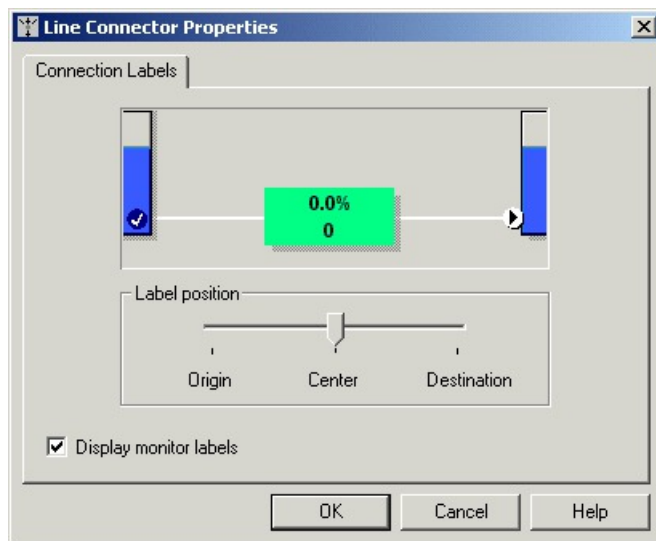 Line Connector Properties
Connection Labels
0.0%
0
Label position
Origin Center Destination
Display monitor labels
OK Cancel Help